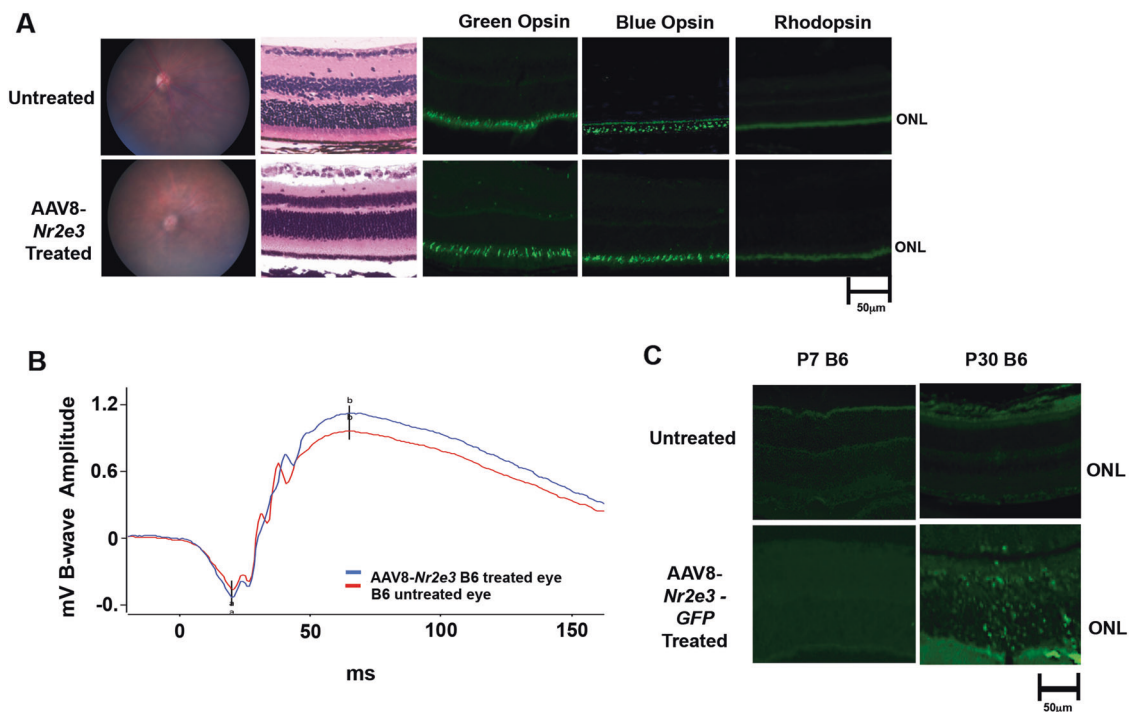 A
Green Opsin Blue Opsin Rhodopsin
Untreated
ONL
AAV8-
Nr2e3
Treated
ONL
50μm
B
mV B-wave Amplitude
1.2
0.6
0
-0.
b
b
a
a
AAV8-Nr2e3 B6 treated eye
B6 untreated eye
0 50 100 150
ms
C
P7 B6 P30 B6
Untreated
ONL
AAV8-
Nr2e3 -
GFP
Treated
ONL
50μm